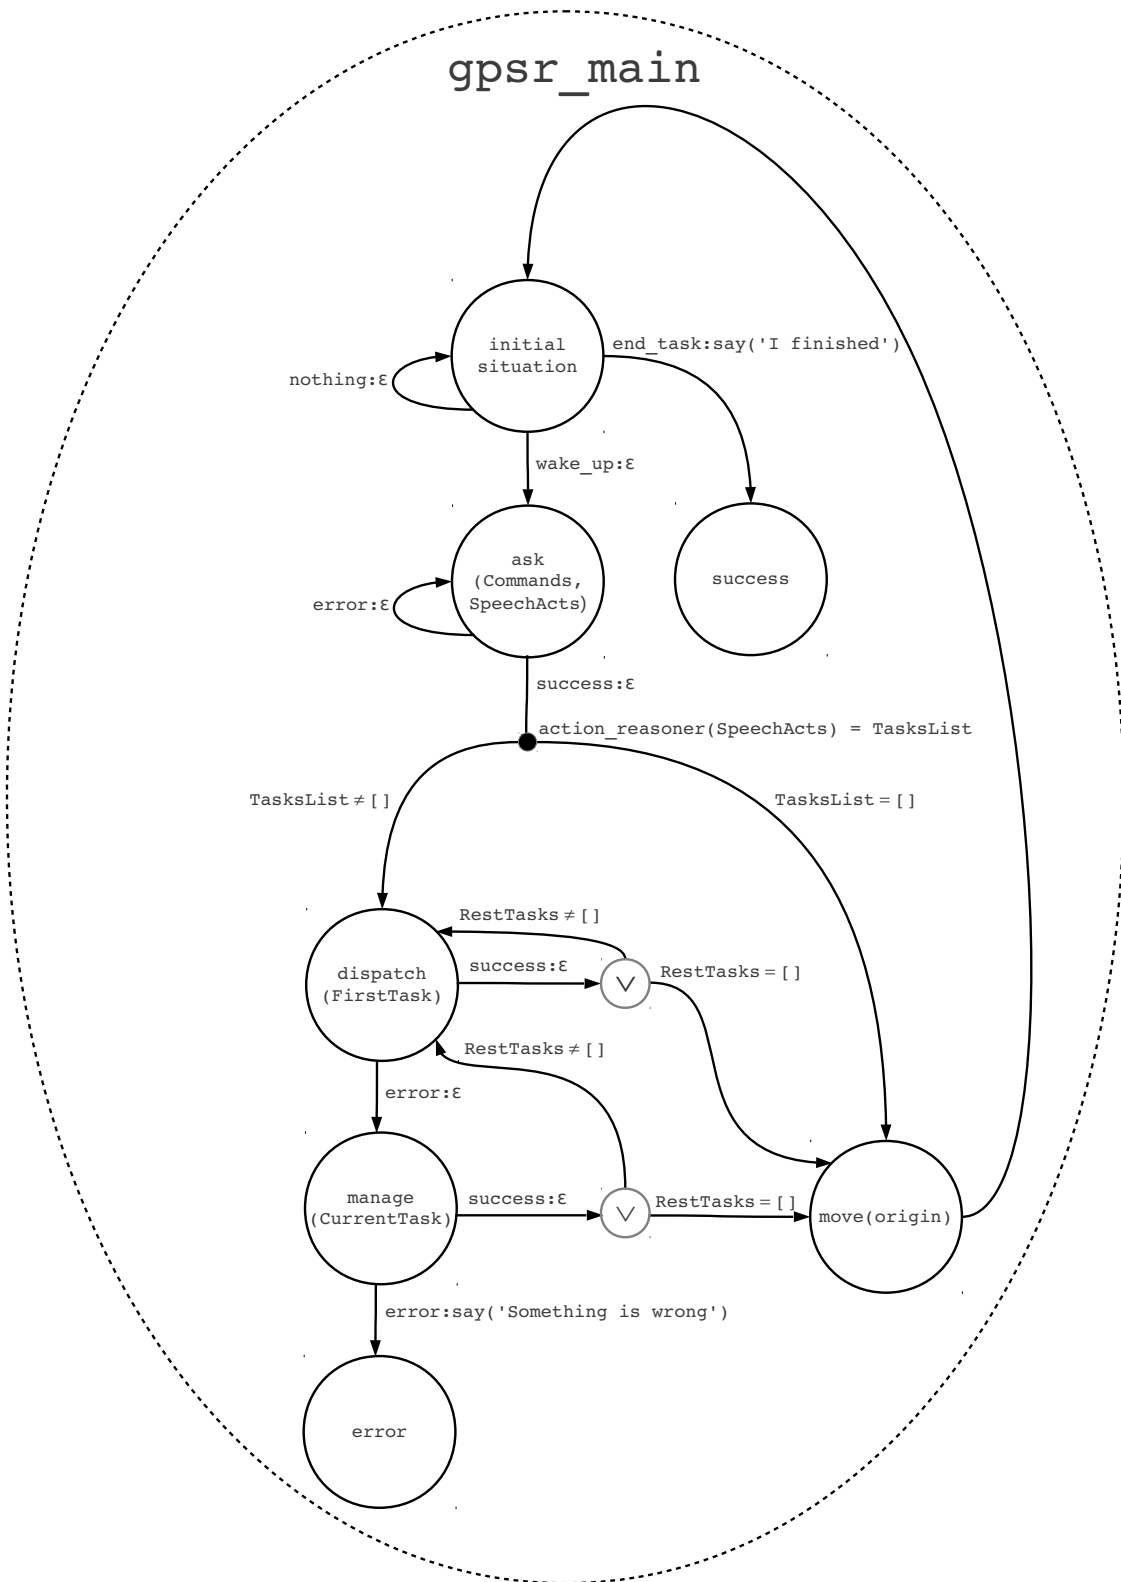 gpsr_main
initial
situation
end_task:say('I finished')
nothing:ε
wake_up:ε
ask
(Commands,
SpeechActs)
success
error:ε
success:ε
action_reasoner(SpeechActs) = TasksList
TasksList ≠ []
TasksList = []
RestTasks ≠ []
dispatch
(FirstTask)
success:ε
∨
RestTasks = []
RestTasks ≠ []
error:ε
manage
(CurrentTask)
success:ε
∨
RestTasks = []
move(origin)
error:say('Something is wrong')
error